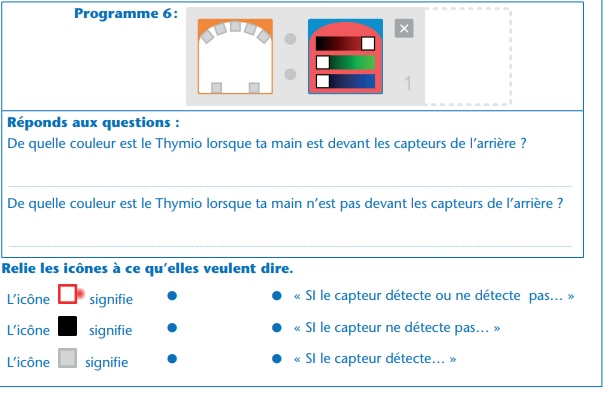 Programme 6 :
1
Réponds aux questions :
De quelle couleur est le Thymio lorsque ta main est devant les capteurs de l'arrière ?
De quelle couleur est le Thymio lorsque ta main n'est pas devant les capteurs de l'arrière ?
Relie les icônes à ce qu'elles veulent dire.
L'icône signifie « SI le capteur détecte ou ne détecte pas… »
L'icône signifie « SI le capteur ne détecte pas… »
L'icône signifie « SI le capteur détecte… »